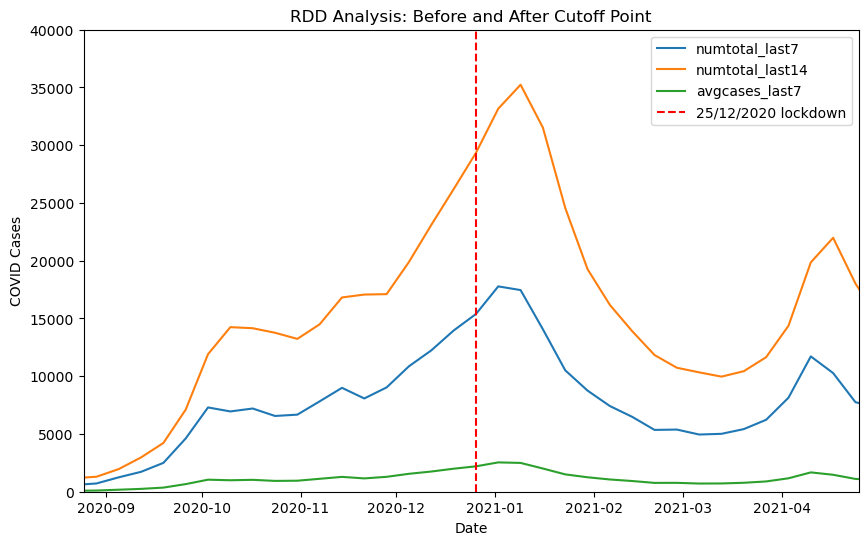 RDD Analysis: Before and After Cutoff Point
40000
35000
30000
25000
20000
15000
10000
5000
0
COVID Cases
numtotal_last7
numtotal_last14
avgcases_last7
25/12/2020 lockdown
2020-09
2020-10
2020-11
2020-12
2021-01
2021-02
2021-03
2021-04
Date